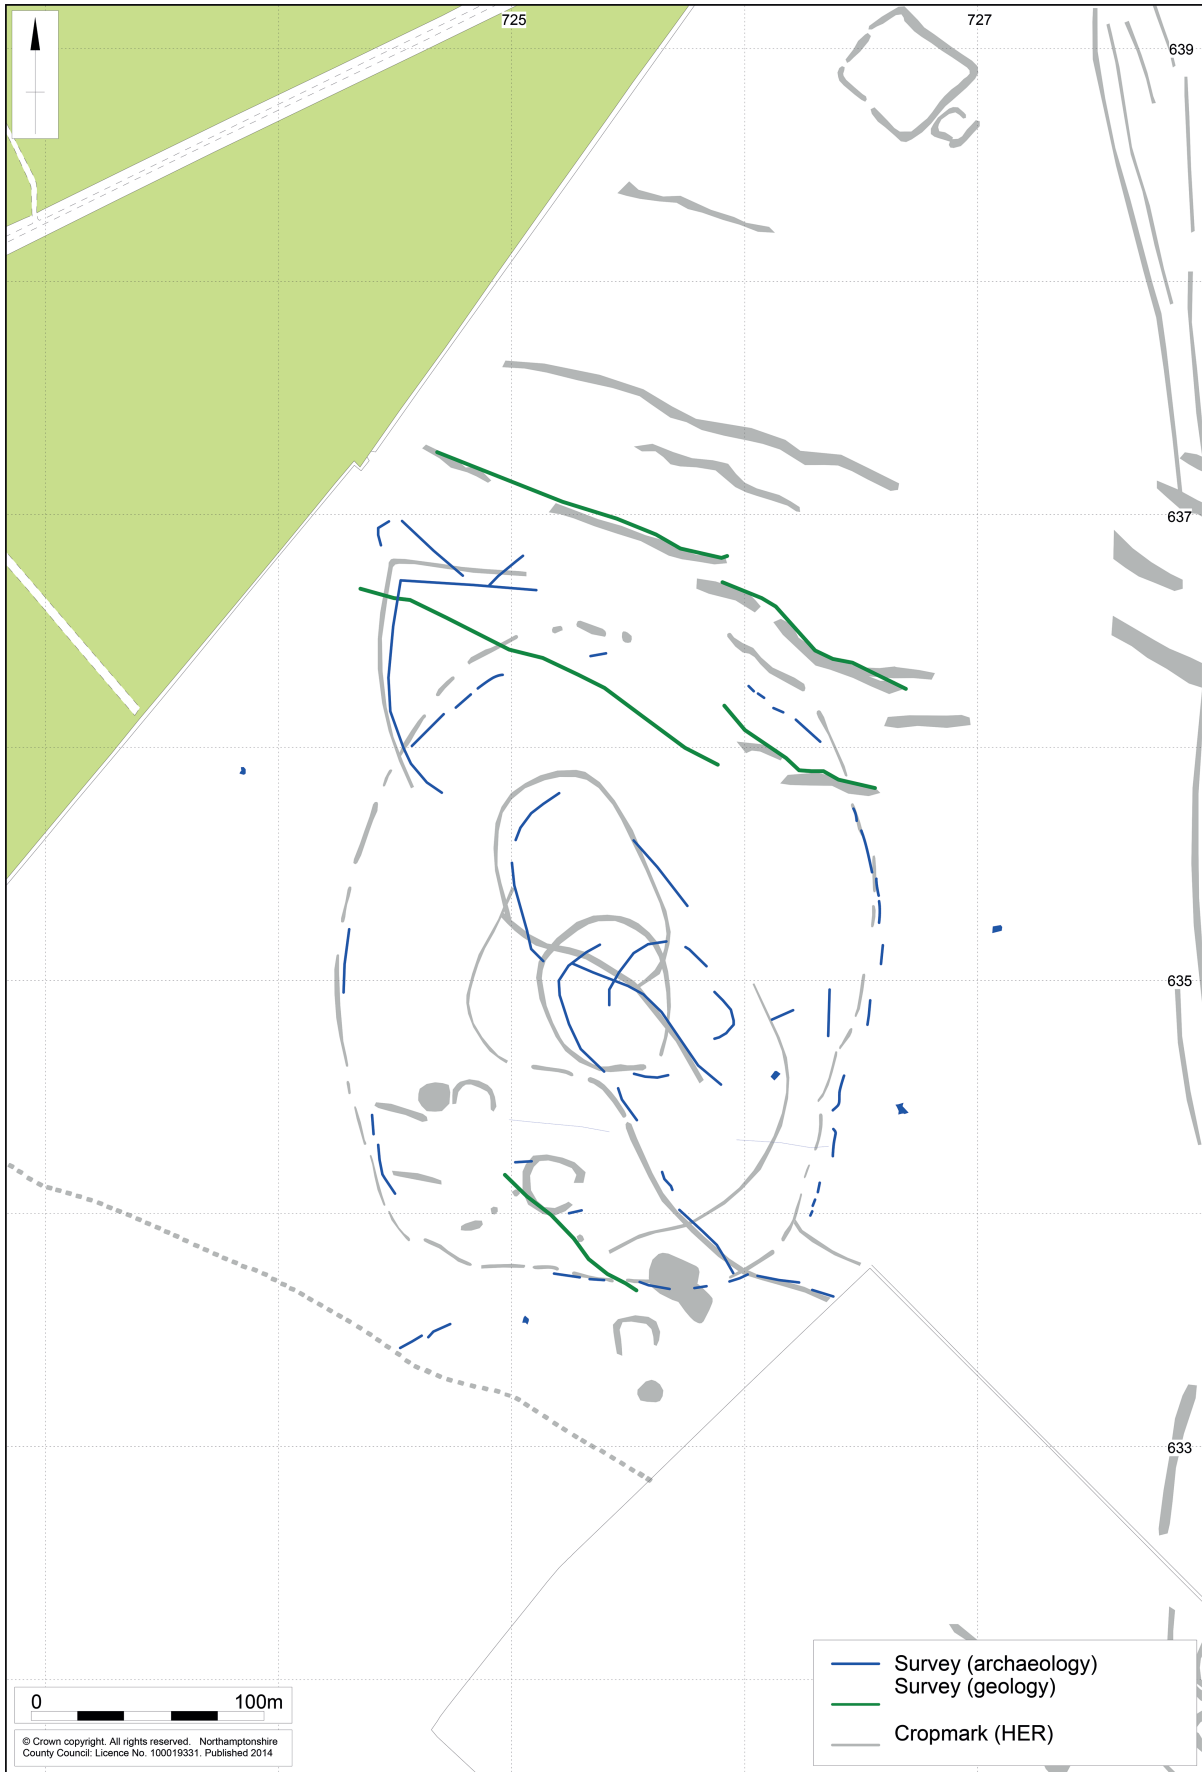 725
727
639
637
635
633
Survey (archaeology)
Survey (geology)
Cropmark (HER)
0 100m
© Crown copyright. All rights reserved. Northamptonshire
County Council: Licence No. 100019331. Published 2014